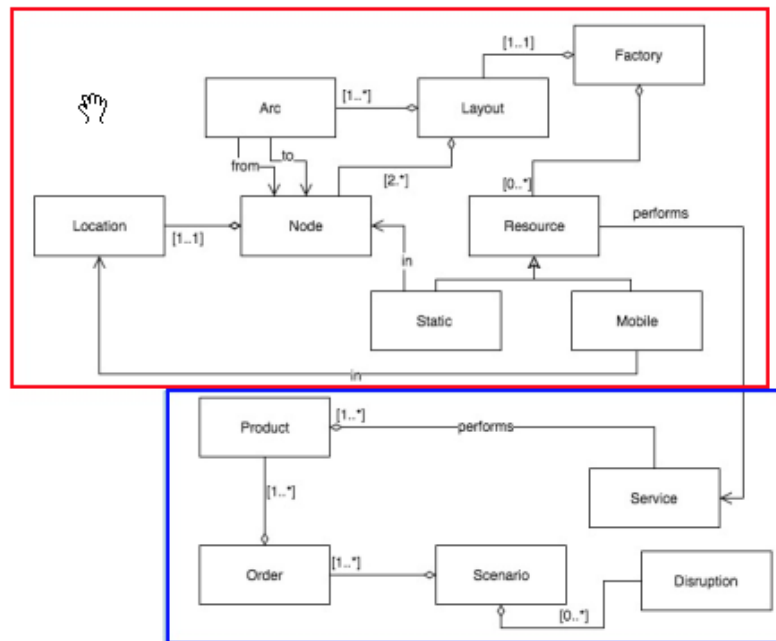 [1..1]
Factory
Arc
[1..*]
Layout
from
to
[2.*]
[0..*]
performs
Location
[1..1]
Node
Resource
in
Static
Mobile
in
Product
[1..*]
performs
[1..*]
Service
Order
[1..*]
Scenario
Disruption
[0..*]